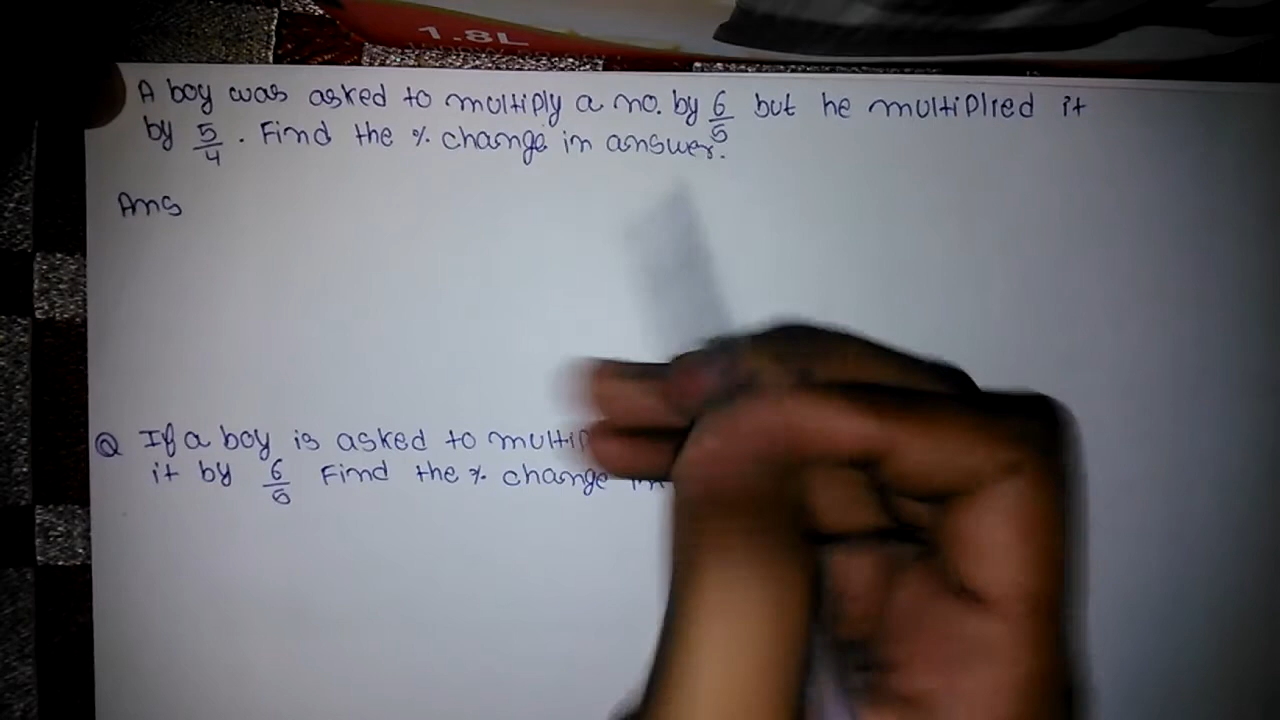 1.8L
A boy was asked to multiply a no. by 6/5 but he multiplied it
by 5/4. Find the % change in answer.
Ans
Q If a boy is asked to
it by 6/5 Find the % change